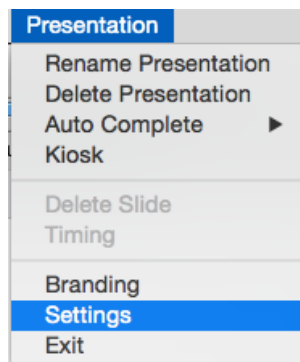 Presentation
Rename Presentation
Delete Presentation
Auto Complete
Kiosk
Delete Slide
Timing
Branding
Settings
Exit